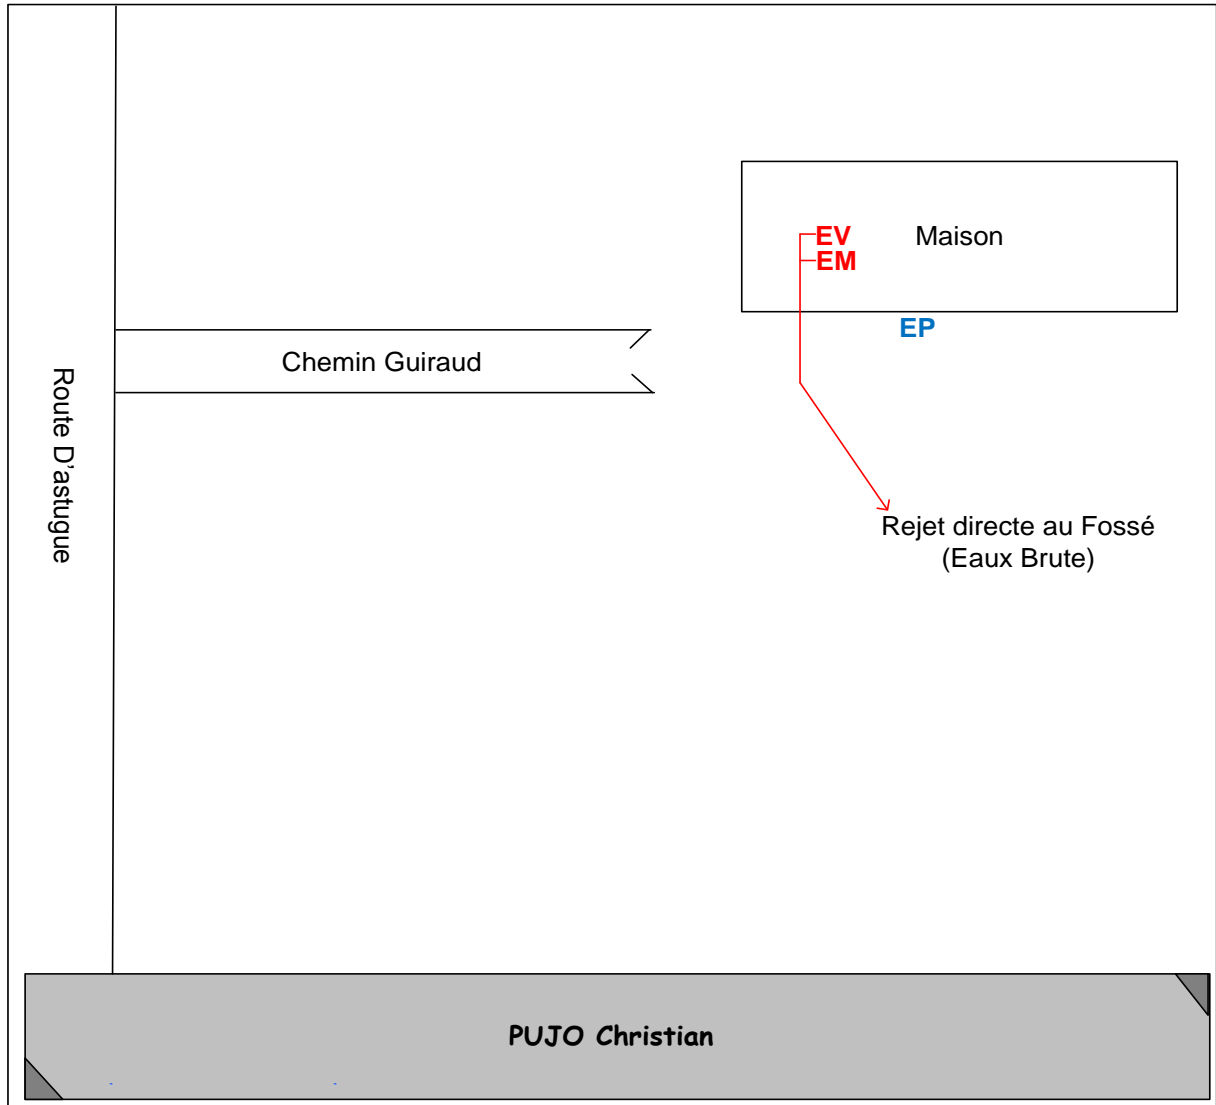 EV
Maison
EM
EP
Chemin Guiraud
Route D'astugue
Rejet directe au Fossé
(Eaux Brute)
PUJO Christian